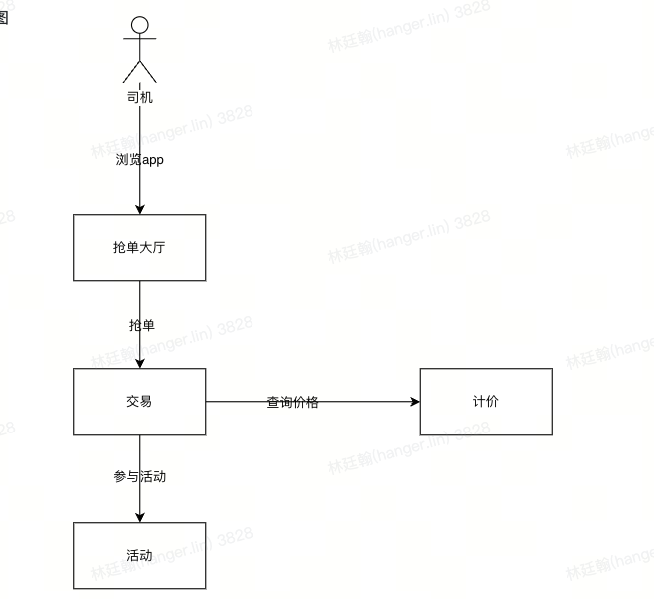 图
林廷翰(hanger.lin) 3828
司机
林廷翰(hanger.lin) 3828
林廷翰(hange
浏览app
3828
林廷翰(hanger.lin) 3828
抢单大厅
抢单
林廷翰(hanger.lin) 3828
林廷翰(hange
交易
查询价格
计价
3828
林廷翰(hanger.lin) 3828
参与活动
活动
林廷翰(hanger.lin) 3828
林廷翰(hange